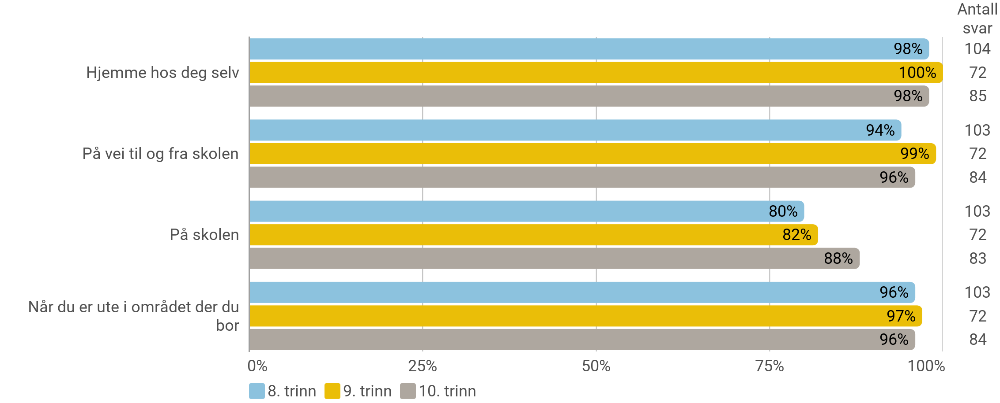 Antall
svar
98% 104
Hjemme hos deg selv 100% 72
98% 85
94% 103
På vei til og fra skolen 99% 72
96% 84
80% 103
På skolen 82% 72
88% 83
96% 103
Når du er ute i området der du
bor
97% 72
96% 84
0% 25% 50% 75% 100%
8. trinn 9. trinn 10. trinn